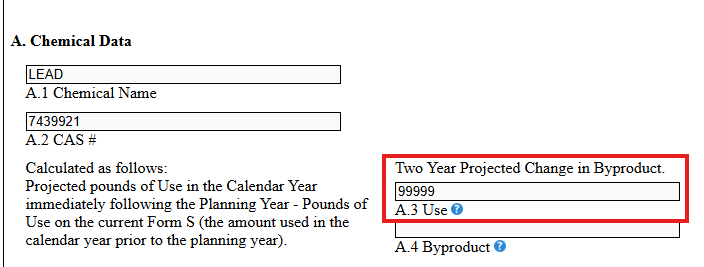 A. Chemical Data
LEAD
A.1 Chemical Name
7439921
A.2 CAS #
Calculated as follows:
Projected pounds of Use in the Calendar Year
immediately following the Planning Year - Pounds of
Use on the current Form S (the amount used in the
calendar year prior to the planning year).
Two Year Projected Change in Byproduct.
99999
A.3 Use ?
A.4 Byproduct ?